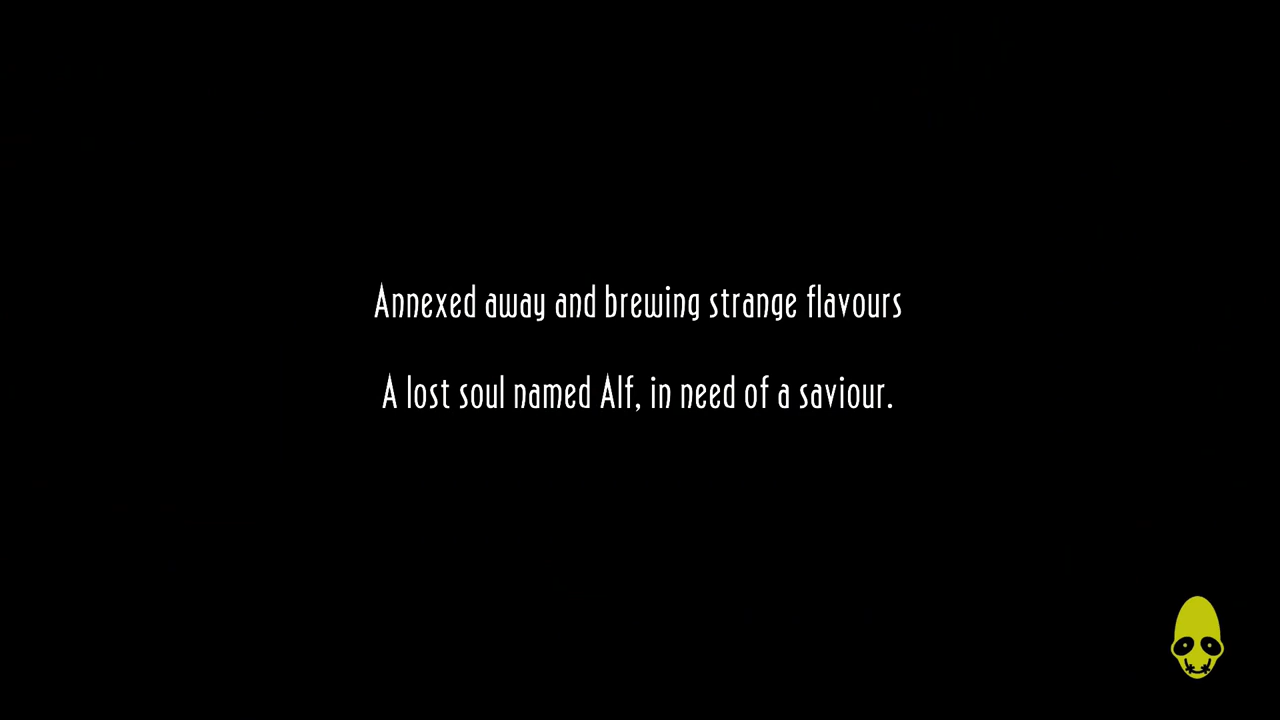 Annexed away and brewing strange flavours
A lost soul named Alf, in need of a saviour.